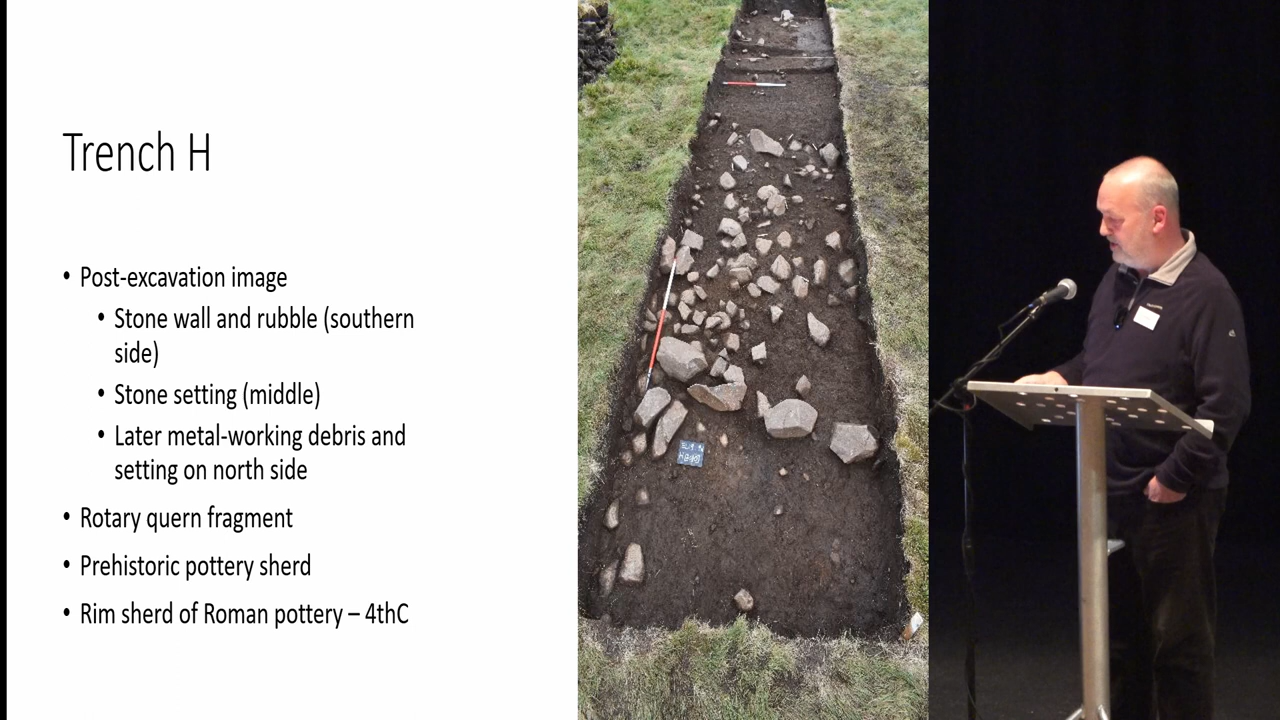 Trench H
• Post-excavation image
• Stone wall and rubble (southern
side)
• Stone setting (middle)
• Later metal-working debris and
setting on north side
• Rotary quern fragment
• Prehistoric pottery sherd
• Rim sherd of Roman pottery – 4thC